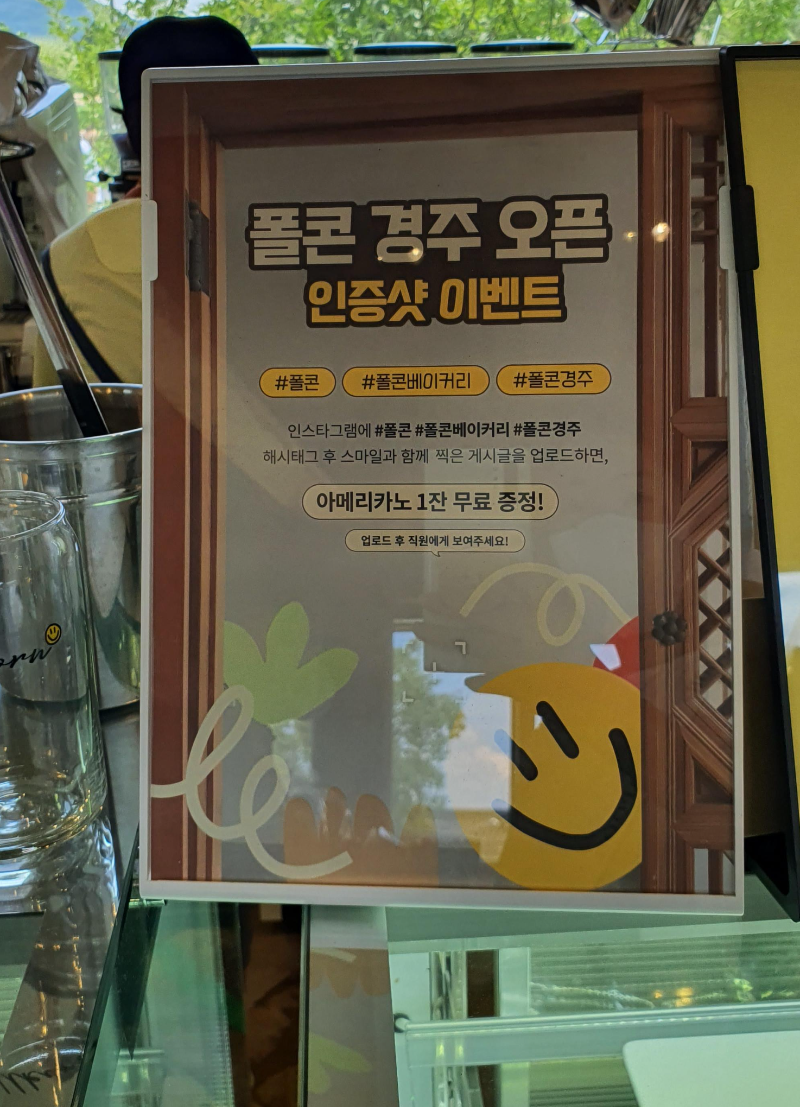 폴콘 경주 오픈
인증샷 이벤트
#폴콘 #폴콘베이커리 #폴콘경주
인스타그램에 #폴콘 #폴콘베이커리 #폴콘경주
해시태그 후 스마일과 함께 찍은 게시글을 업로드하면,
아메리카노 1잔 무료 증정!
업로드 후 직원에게 보여주세요!